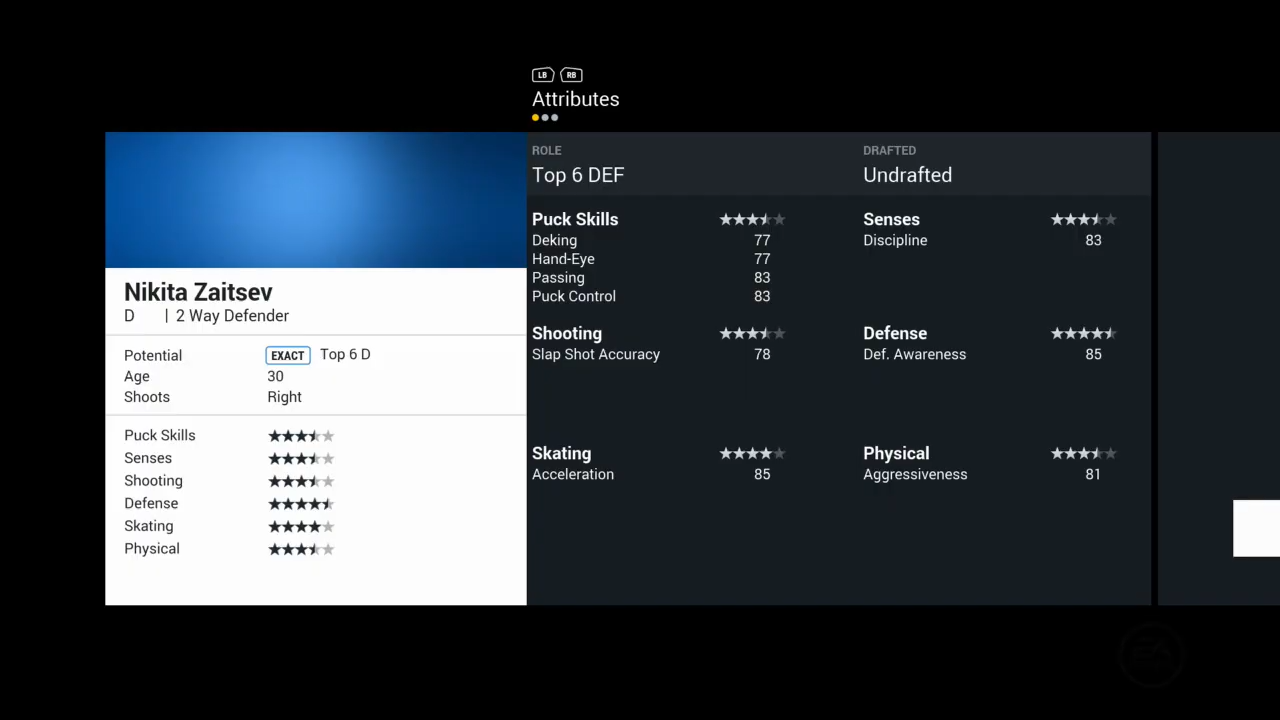 LB RB
Attributes
ROLE
Top 6 DEF
DRAFTED
Undrafted
Nikita Zaitsev
D | 2 Way Defender
Potential EXACT Top 6 D
Age 30
Shoots Right
Puck Skills
Senses
Shooting
Defense
Skating
Physical
Puck Skills
Deking 77
Hand-Eye 77
Passing 83
Puck Control 83
Senses
Discipline 83
Shooting
Slap Shot Accuracy 78
Defense
Def. Awareness 85
Skating
Acceleration 85
Physical
Aggressiveness 81
EA